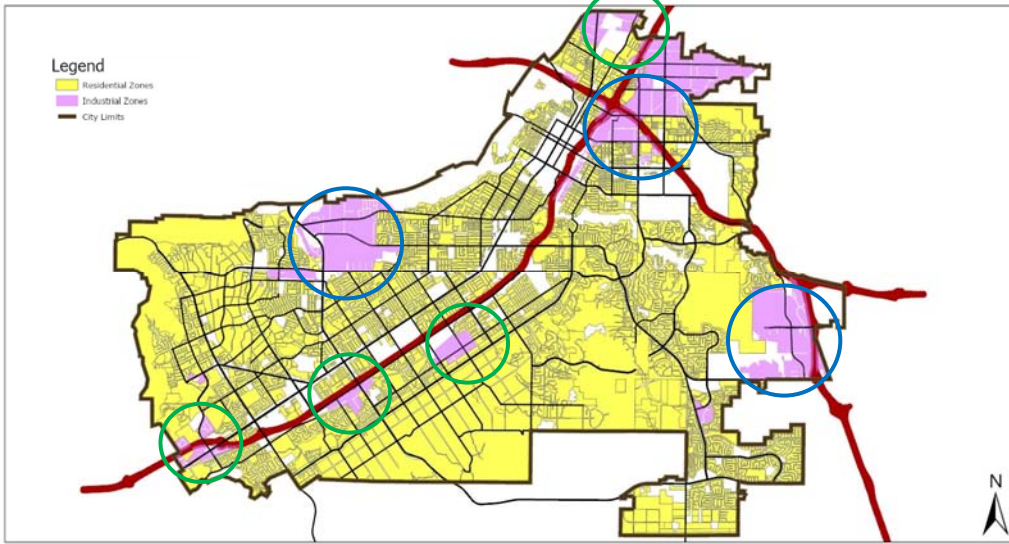 Legend
Residential Zones
Industrial Zones
City Limits
N